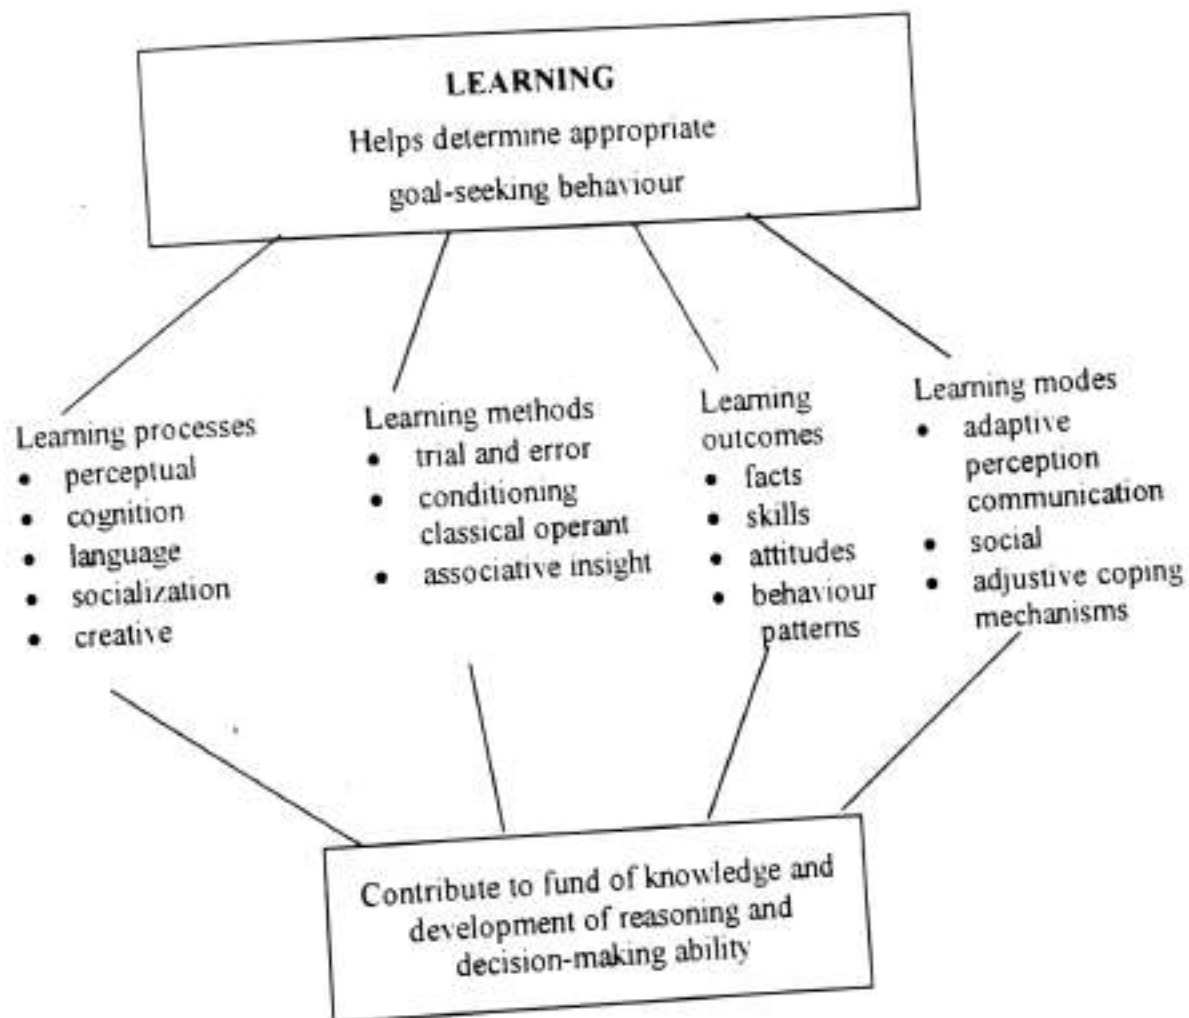 LEARNING
Helps determine appropriate
goal-seeking behaviour
Learning processes
• perceptual
• cognition
• language
• socialization
• creative
Learning methods
• trial and error
• conditioning
classical operant
• associative insight
Learning
outcomes
• facts
• skills
• attitudes
• behaviour
patterns
Learning modes
• adaptive
perception
communication
• social
• adjustive coping
mechanisms
Contribute to fund of knowledge and
development of reasoning and
decision-making ability